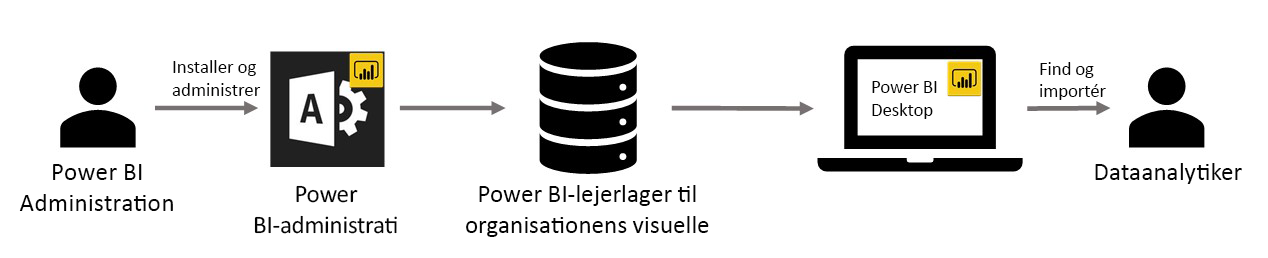 Installer og
administrer
Power BI
Administration
A
Power
BI-administrati
Power BI-lejerlager til
organisationens visuelle
Power BI
Desktop
Find og
importér
Dataanalytiker